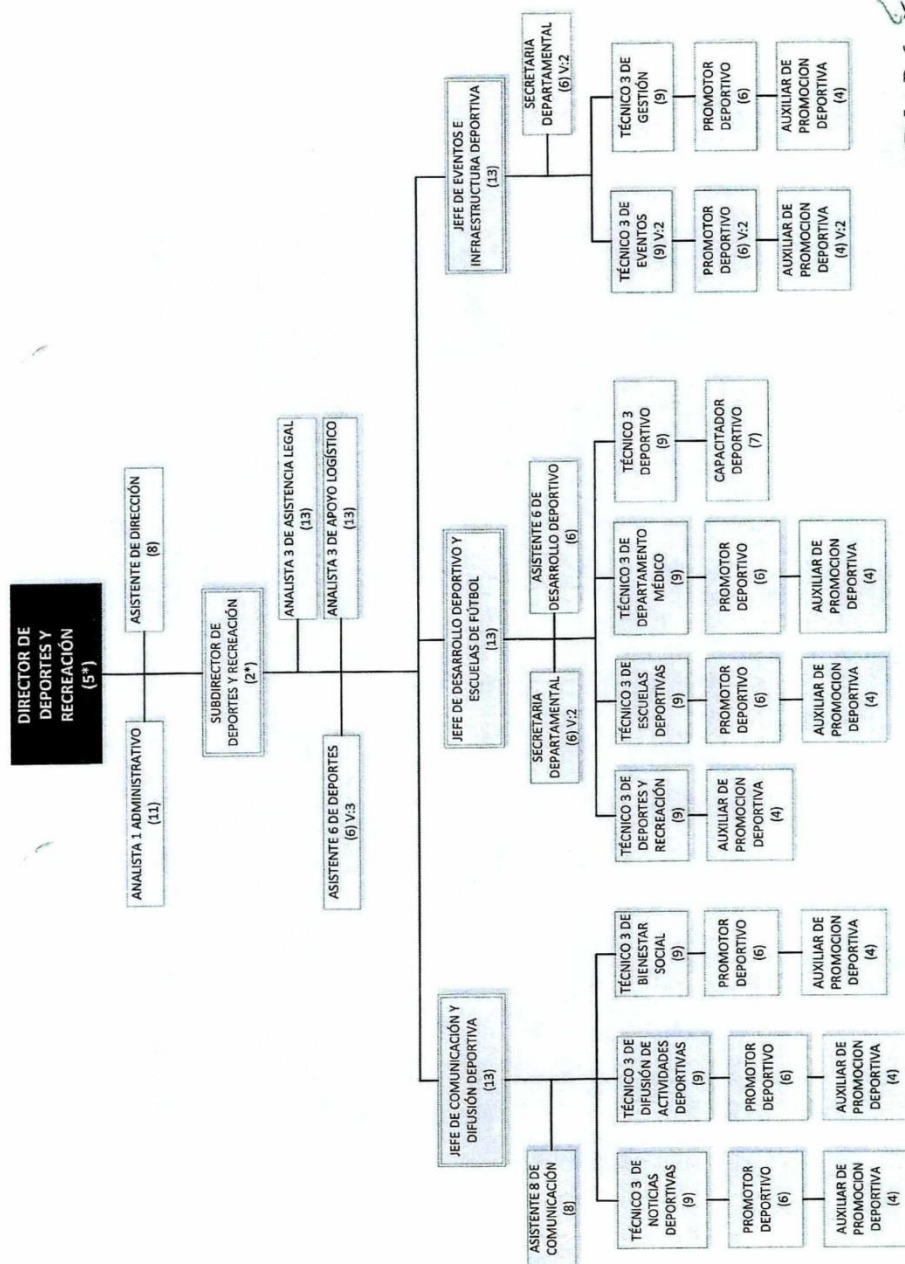 DIRECTOR DE
DEPORTES Y
RECREACIÓN
(5*)
ANALISTA 1 ADMINISTRATIVO
(11)
ASISTENTE DE DIRECCIÓN
(8)
SUBDIRECTOR DE
DEPORTES Y RECREACIÓN
(2*)
ANALISTA 3 DE ASISTENCIA LEGAL
(13)
ASISTENTE 6 DE DEPORTES
(6) V:3
ANALISTA 3 DE APOYO LOGÍSTICO
(13)
JEFE DE COMUNICACIÓN Y
DIFUSIÓN DEPORTIVA
(13)
ASISTENTE 8 DE
COMUNICACIÓN
(8)
TÉCNICO 3 DE
NOTICIAS
DEPORTIVAS
(9)
PROMOTOR
DEPORTIVO
(6)
AUXILIAR DE
PROMOCION
DEPORTIVA
(4)
TÉCNICO 3 DE
DIFUSIÓN DE
ACTIVIDADES
DEPORTIVAS
(9)
PROMOTOR
DEPORTIVO
(6)
AUXILIAR DE
PROMOCION
DEPORTIVA
(4)
TÉCNICO 3 DE
BIENESTAR
SOCIAL
(9)
PROMOTOR
DEPORTIVO
(6)
AUXILIAR DE
PROMOCION
DEPORTIVA
(4)
JEFE DE DESARROLLO DEPORTIVO Y
ESCUELAS DE FÚTBOL
(13)
SECRETARIA
DEPARTAMENTAL
(6) V:2
ASISTENTE 6 DE
DESARROLLO DEPORTIVO
(6)
TÉCNICO 3 DE
DEPORTES Y
RECREACIÓN
(9)
AUXILIAR DE
PROMOCION
DEPORTIVA
(4)
TÉCNICO 3 DE
ESCUELAS
DEPORTIVAS
(9)
PROMOTOR
DEPORTIVO
(6)
AUXILIAR DE
PROMOCION
DEPORTIVA
(4)
TÉCNICO 3 DE
DEPARTAMENTO
MÉDICO
(9)
PROMOTOR
DEPORTIVO
(6)
AUXILIAR DE
PROMOCION
DEPORTIVA
(4)
TÉCNICO 3
DEPORTIVO
(9)
CAPACITADOR
DEPORTIVO
(7)
JEFE DE EVENTOS E
INFRAESTRUCTURA DEPORTIVA
(13)
SECRETARIA
DEPARTAMENTAL
(6) V:2
TÉCNICO 3 DE
EVENTOS
(9) V:2
PROMOTOR
DEPORTIVO
(6) V:2
AUXILIAR DE
PROMOCION
DEPORTIVA
(4) V:2
TÉCNICO 3 DE
GESTIÓN
(9)
PROMOTOR
DEPORTIVO
(6)
AUXILIAR DE
PROMOCION
DEPORTIVA
(4)